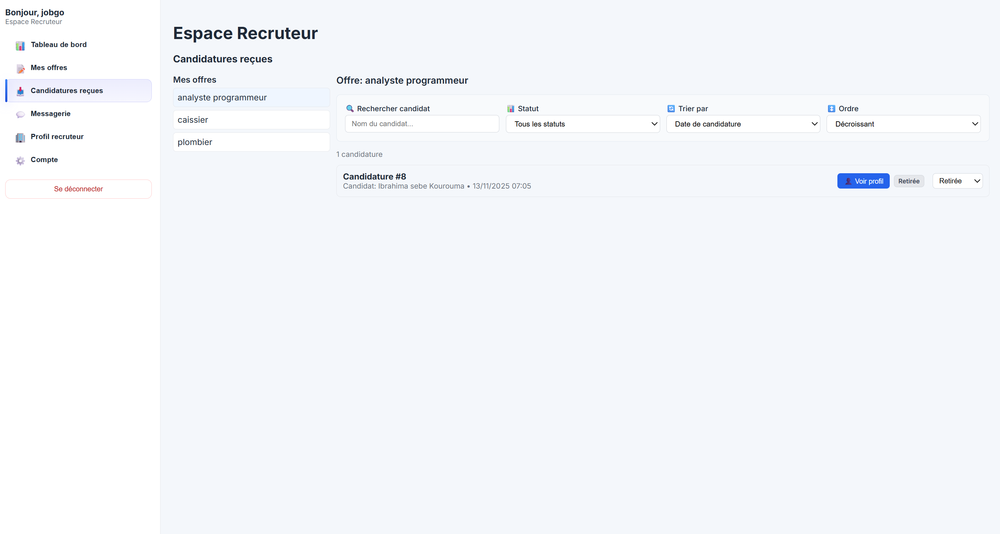 Bonjour, jobgo
Espace Recruteur
Tableau de bord
Mes offres
Candidatures reçues
Messagerie
Profil recruteur
Compte
Se déconnecter
Espace Recruteur
Candidatures reçues
Mes offres
analyste programmeur
caissier
plombier
Offre: analyste programmeur
Rechercher candidat
Nom du candidat...
Statut
Tous les statuts
Trier par
Date de candidature
Ordre
Décroissant
1 candidature
Candidature #8
Candidat: Ibrahima sebe Kourouma • 13/11/2025 07:05
Voir profil
Retirée
Retirée